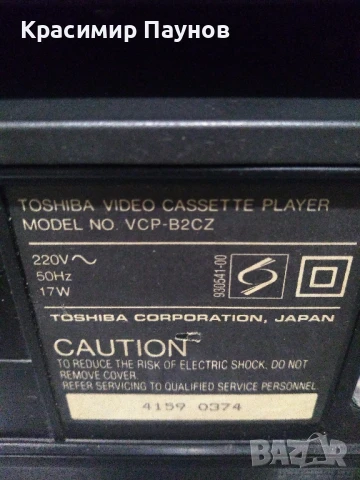 Красимир Паунов
TOSHIBA VIDEO CASSETTE PLAYER
MODEL NO. VCP-B2CZ
220V~
50Hz
17W
930541-00
TOSHIBA CORPORATION, JAPAN
CAUTION
TO REDUCE THE RISK OF ELECTRIC SHOCK, DO NOT
REMOVE COVER.
REFER SERVICING TO QUALIFIED SERVICE PERSONNEL
4159 0374
BAZAR